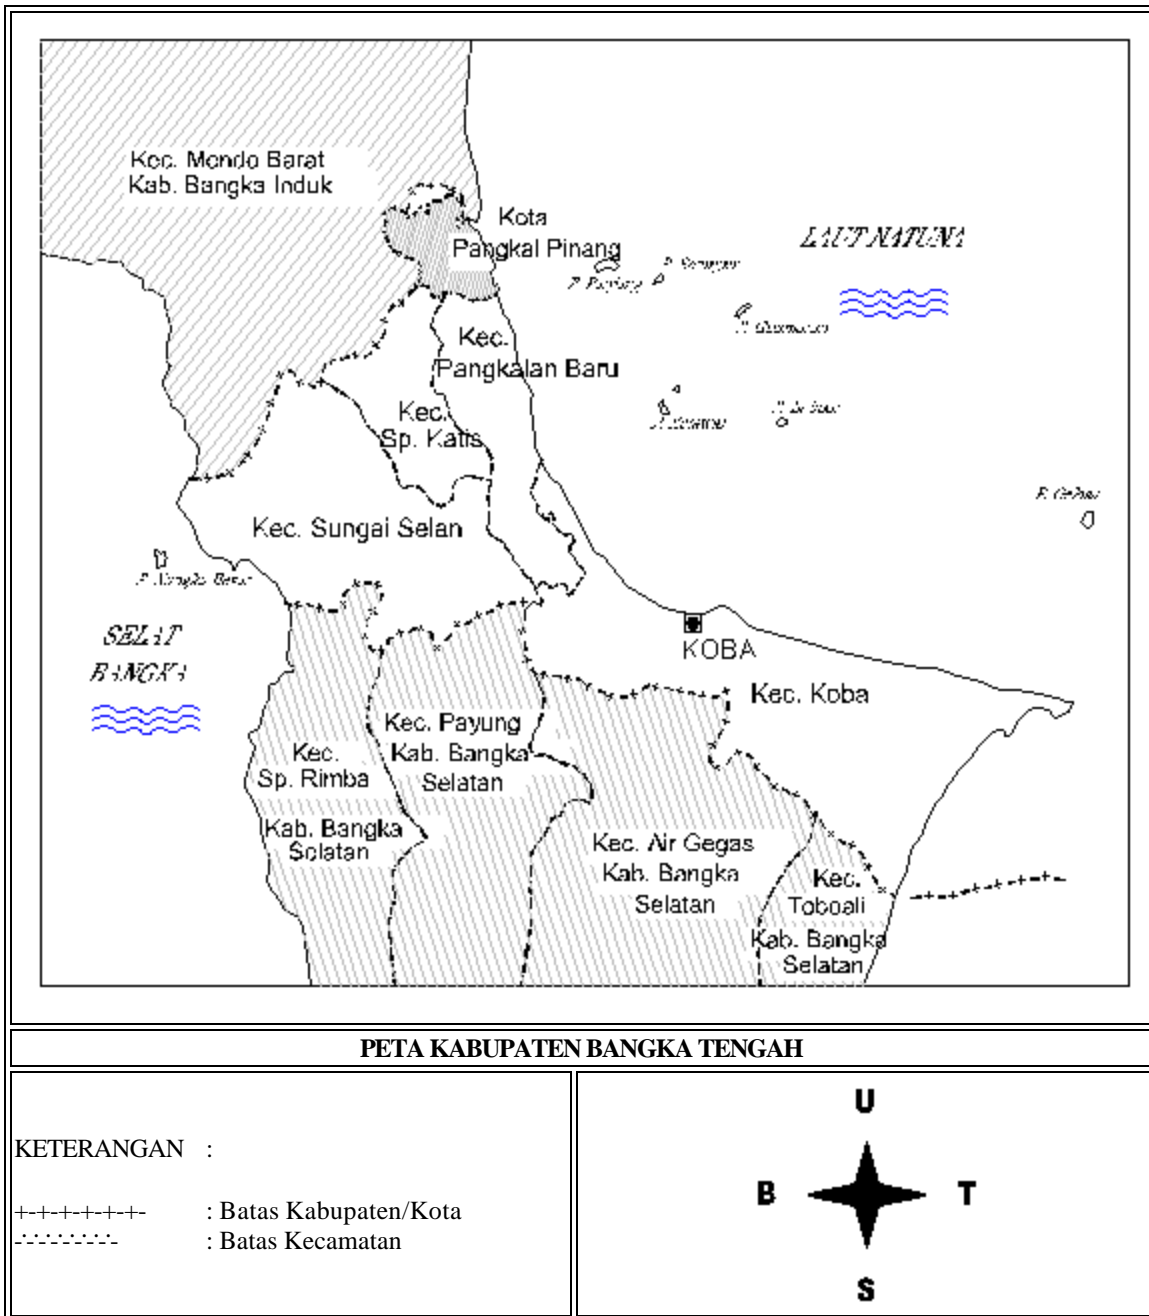 Kec. Mendo Barat
Kab. Bangka Induk
Kota
Pangkal Pinang
LAUT NATUNA
P. Panjang
Kec.
Pangkalan Baru
Kec.
Sp. Katis
Kec. Sungai Selan
P. Nangka Besar
SELAT
BANGKA
KOBA
Kec. Koba
Kec. Payung
Kab. Bangka
Selatan
Kec.
Sp. Rimba
Kab. Bangka
Selatan
Kec. Air Gegas
Kab. Bangka
Selatan
Kec.
Toboali
Kab. Bangka
Selatan
PETA KABUPATEN BANGKA TENGAH
KETERANGAN :
+-+-+-+-+-+- : Batas Kabupaten/Kota
-.-.-.-.-.-.-.- : Batas Kecamatan
U
B T
S